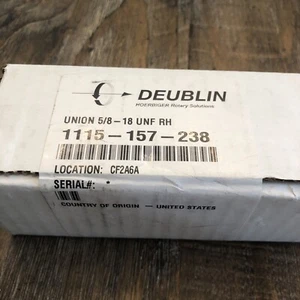 DEUBLIN
HOERBIGER Rotary Solutions
UNION 5/8-18 UNF RH
1115-157-238
LOCATION: CF2A6A
SERIAL#:
COUNTRY OF ORIGIN - UNITED STATES